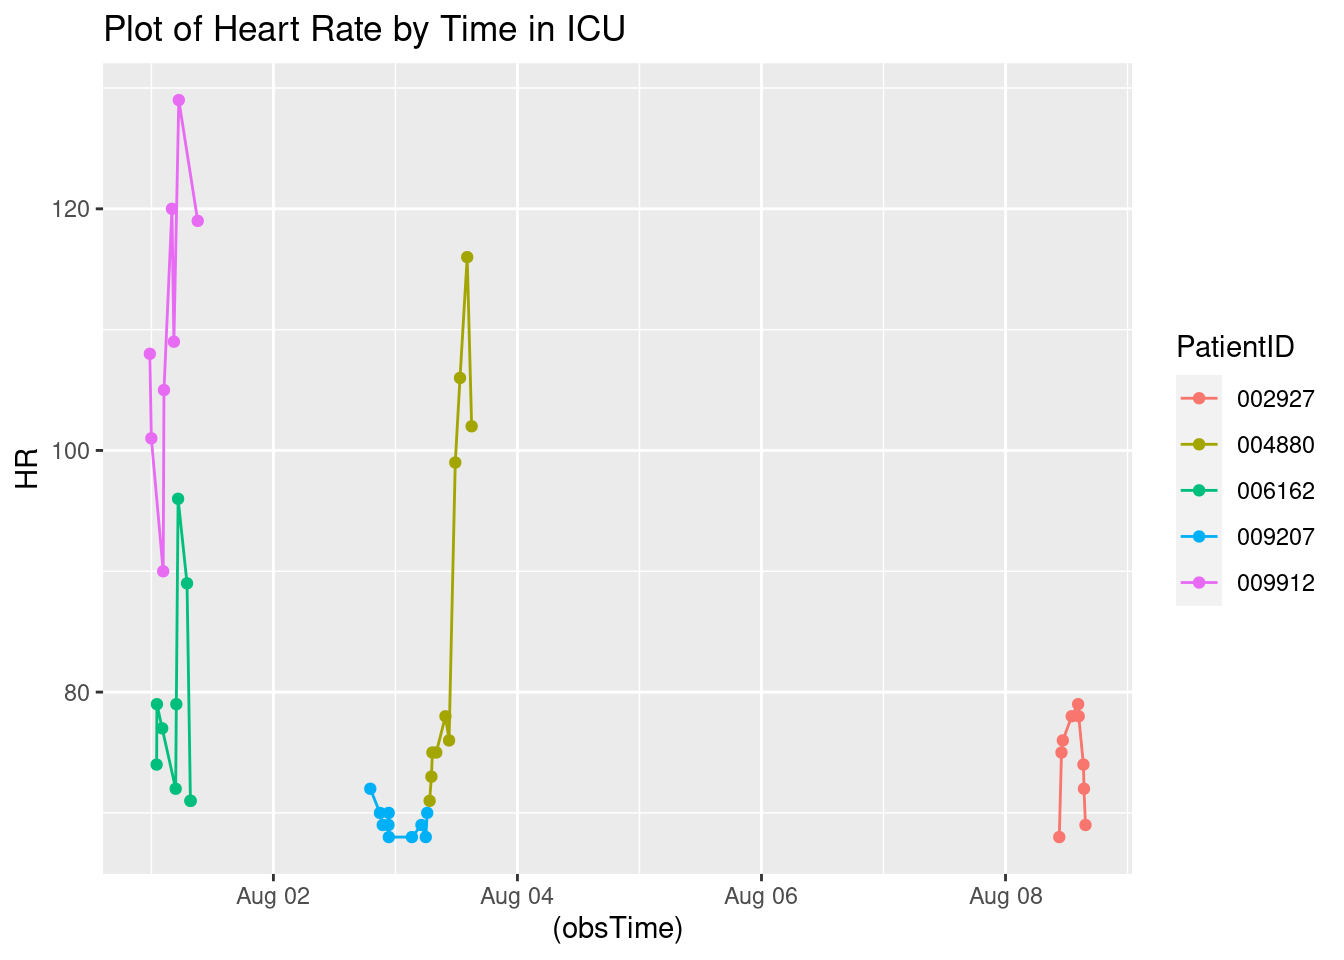 Plot of Heart Rate by Time in ICU
120
100
80
HR
Aug 02
Aug 04
Aug 06
Aug 08
(obsTime)
PatientID
002927
004880
006162
009207
009912